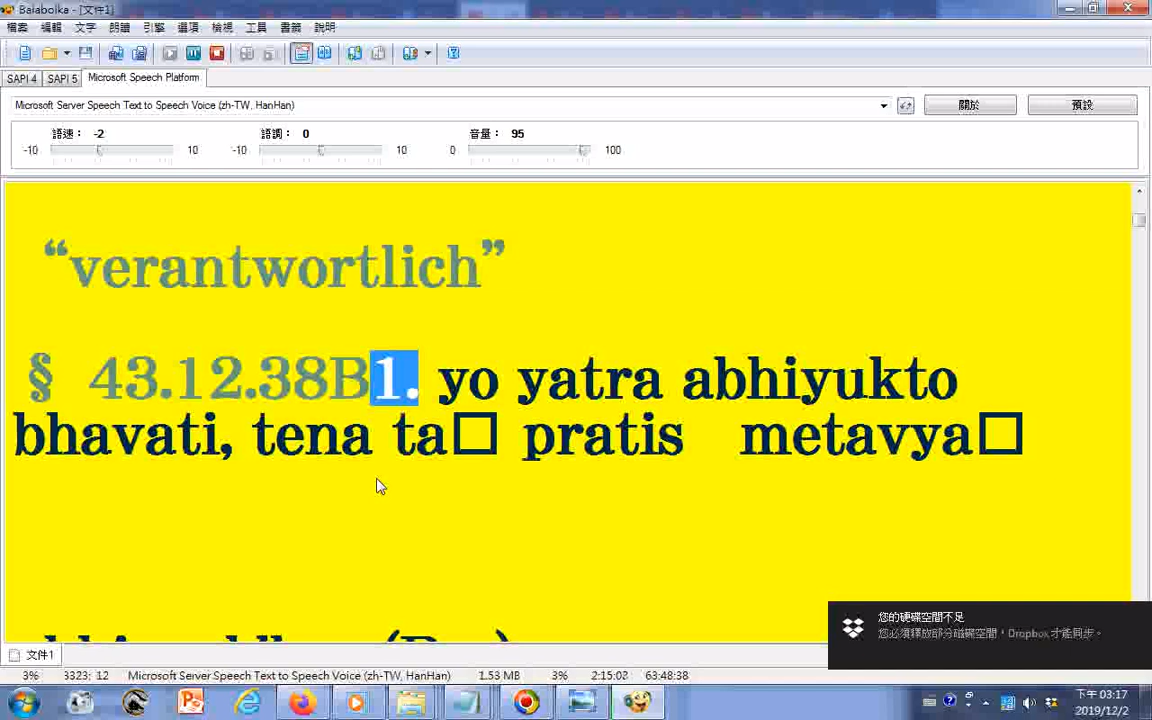 Balabolka - [文件1]
檔案 編輯 文字 朗讀 引擎 選項 檢視 工具 書籤 說明
SAPI 4 SAPI 5 Microsoft Speech Platform
Microsoft Server Speech Text to Speech Voice (zh-TW, HanHan) 關於 預設
語速： -2 語調： 0 音量： 95
-10 10 -10 10 0 100
“verantwortlich”
§ 43.12.38B1. yo yatra abhiyukto
bhavati, tena ta□ pratis metavya□
您的硬碟空間不足
您必須釋放部分磁碟空間，Dropbox 才能同步。
文件1
3% 3323: 12 Microsoft Server Speech Text to Speech Voice (zh-TW, HanHan) 1.53 MB 3% 2:15:03 63:48:38
下午 03:17
2019/12/2